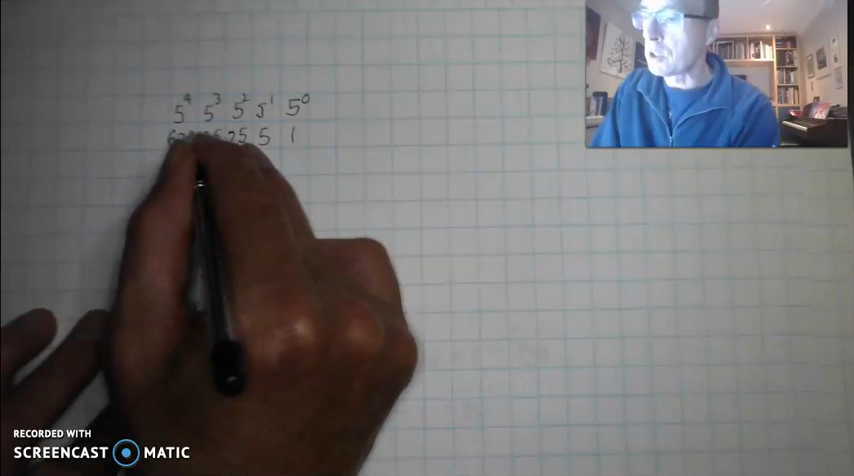 5⁴ 5³ 5² 5¹ 5⁰
25 5 1
RECORDED WITH
SCREENCAST MATIC